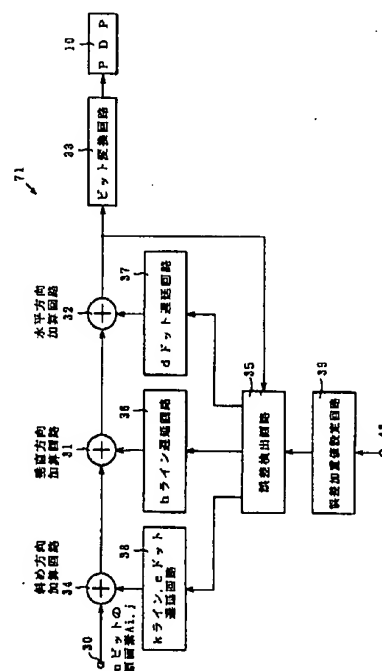 71
斜め方向
加算回路
34
垂直方向
加算回路
31
水平方向
加算回路
32
33
ビット変換回路
10
PDP
30
ビットの
原画素Ai,j
38
kライン,eドット
遅延回路
36
hライン遅延回路
37
dドット遅延回路
35
誤差検出回路
39
誤差加重値設定回路